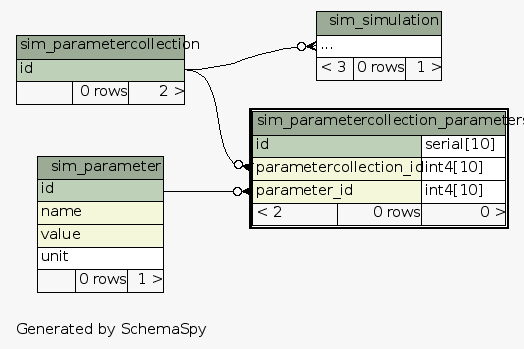 sim_simulation
...
< 3 0 rows 1 >
sim_parametercollection
id
0 rows 2 >
sim_parametercollection_parameters
id serial[10]
parametercollection_id int4[10]
parameter_id int4[10]
< 2 0 rows 0 >
sim_parameter
id
name
value
unit
0 rows 1 >
Generated by SchemaSpy